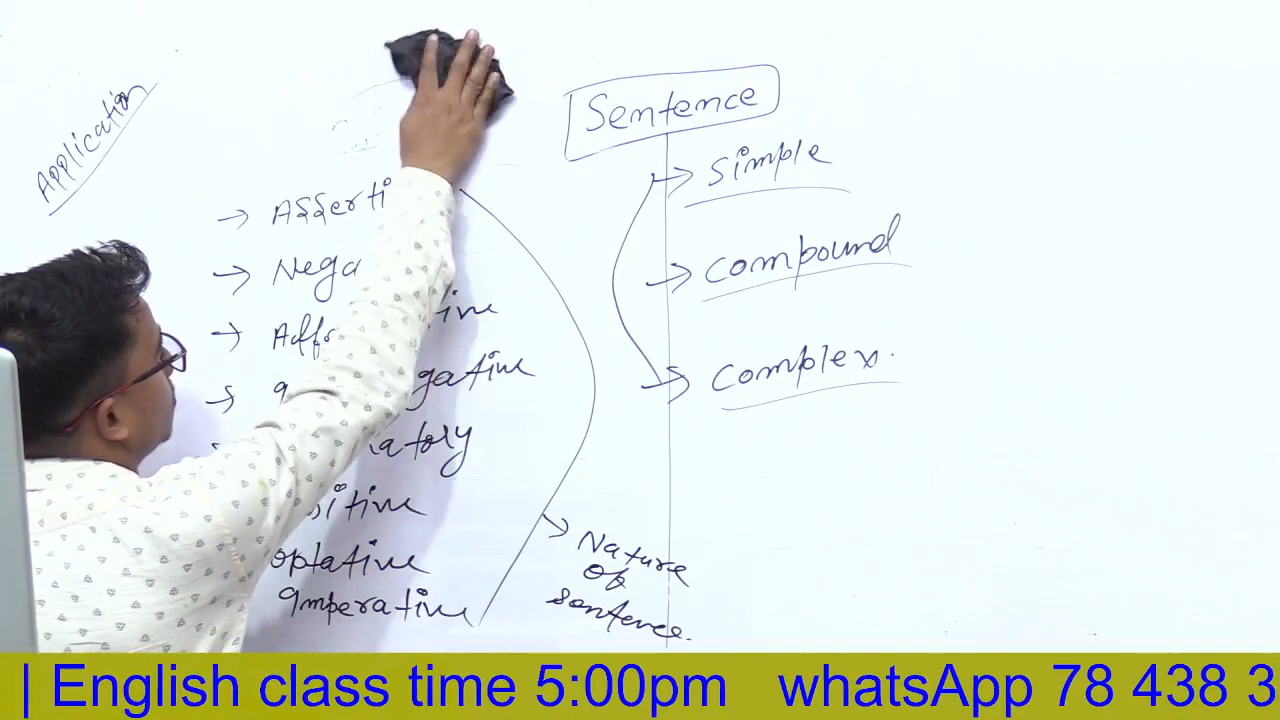 Application
Sentence
→ Asserti
→ Nega
→ Aff
gative
atory
sitive
optative
Imperative
→ simple
→ compound
→ complex.
→ Nature
of
sentence.
| English class time 5:00pm whatsApp 78 438 3